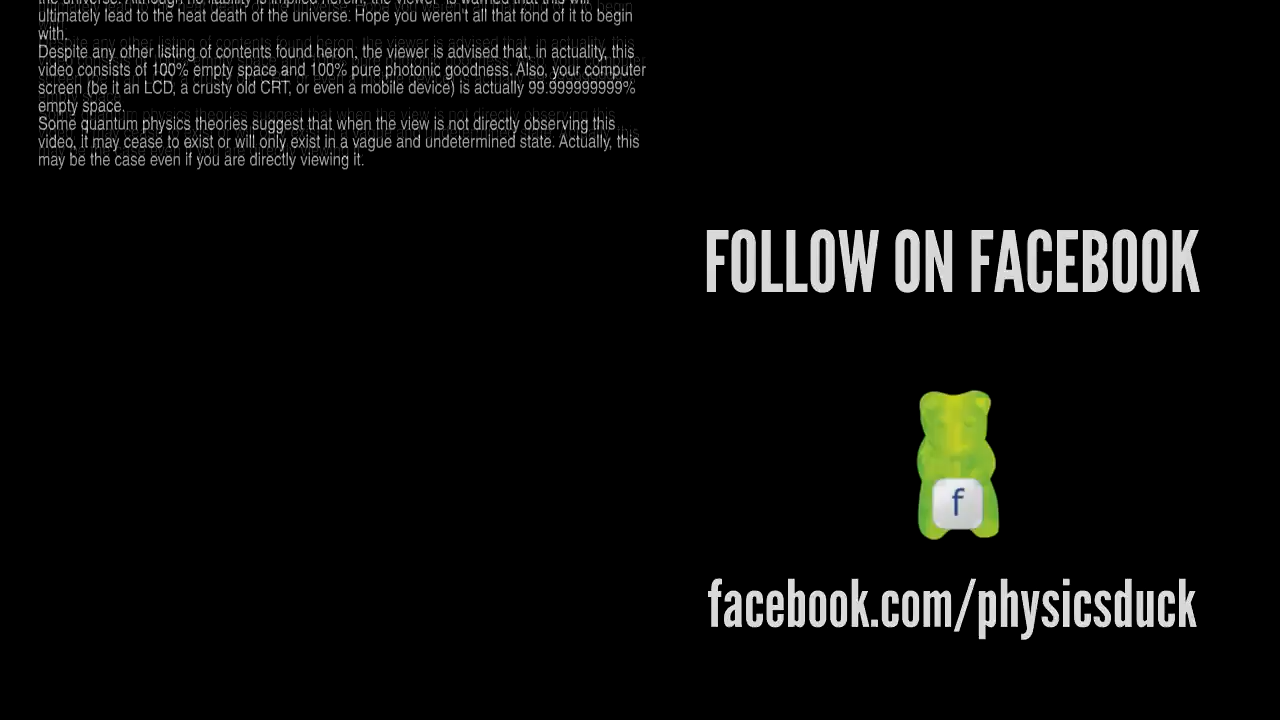 the universe. Although no liability is implied herein, the viewer is warned that this will
ultimately lead to the heat death of the universe. Hope you weren't all that fond of it to begin
with.
Despite any other listing of contents found heron, the viewer is advised that, in actuality, this
video consists of 100% empty space and 100% pure photonic goodness. Also, your computer
screen (be it an LCD, a crusty old CRT, or even a mobile device) is actually 99.999999999%
empty space.
Some quantum physics theories suggest that when the view is not directly observing this
video, it may cease to exist or will only exist in a vague and undetermined state. Actually, this
may be the case even if you are directly viewing it.
FOLLOW ON FACEBOOK
f
facebook.com/physicsduck